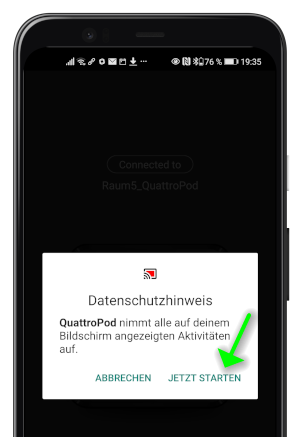 76 % 19:35
Connected to
Raum5_QuattroPod
Datenschutzhinweis
QuattroPod nimmt alle auf deinem
Bildschirm angezeigten Aktivitäten
auf.
ABBRECHEN JETZT STARTEN